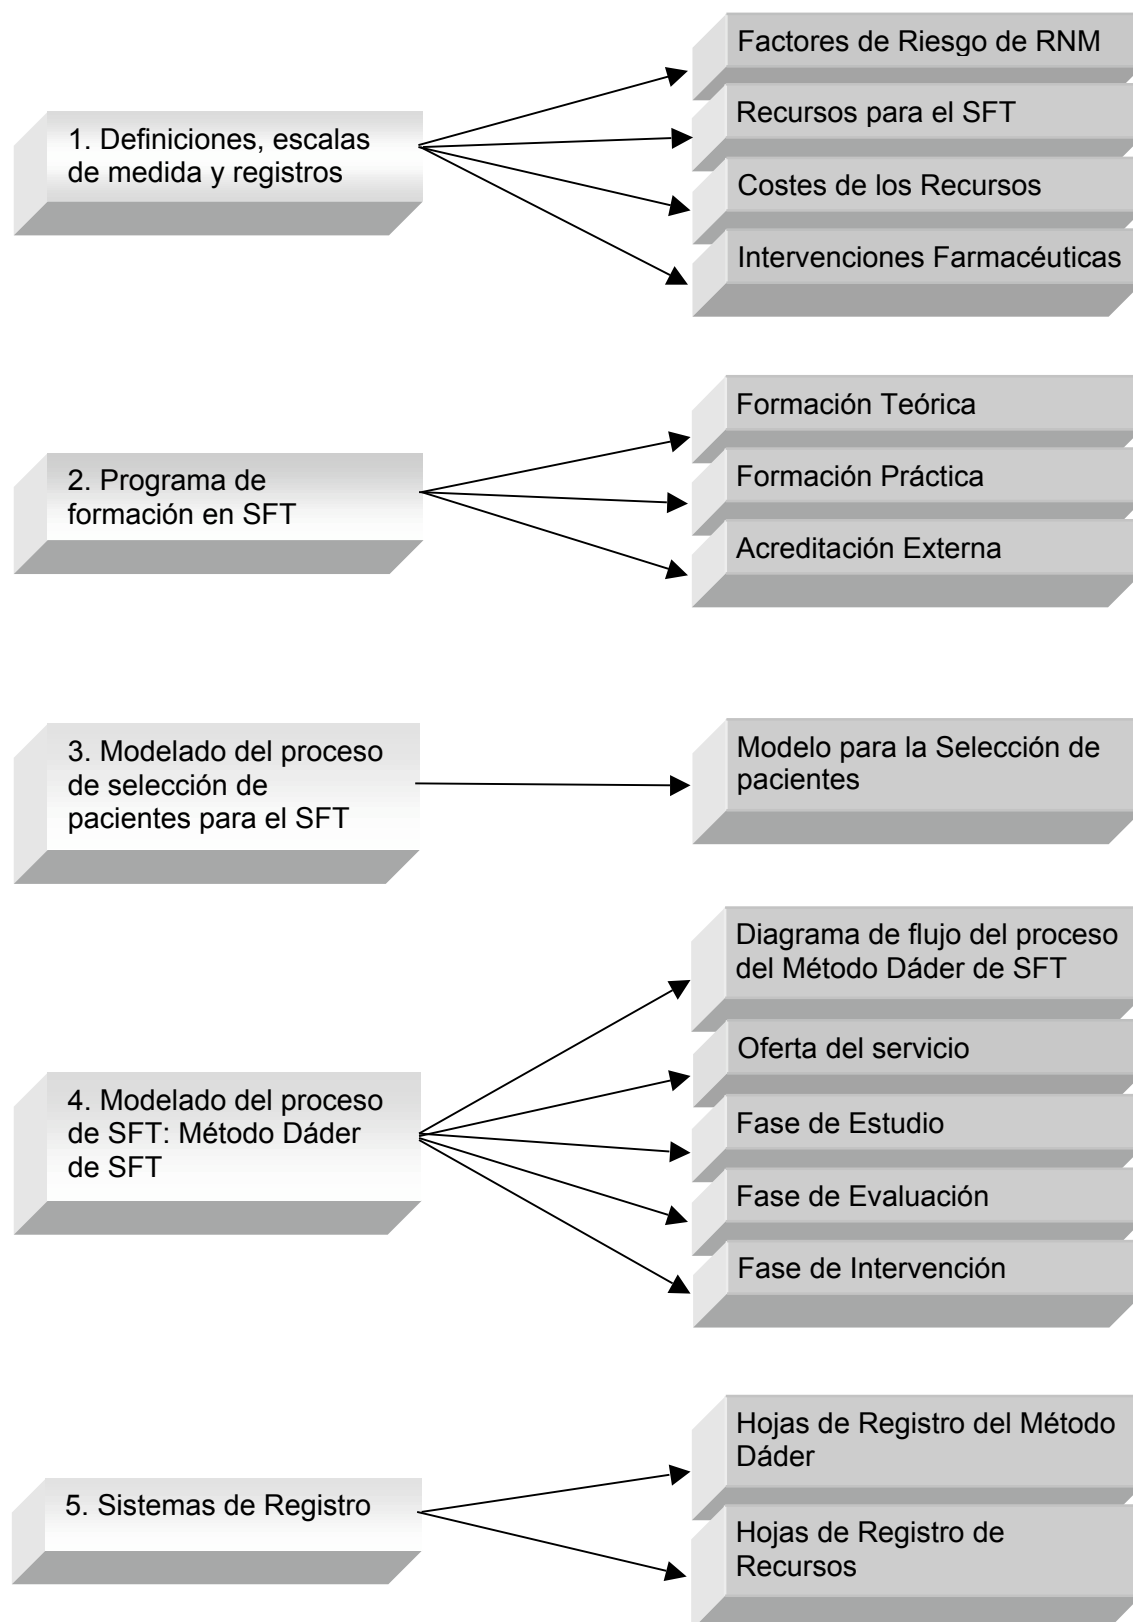 1. Definiciones, escalas
de medida y registros
Factores de Riesgo de RNM
Recursos para el SFT
Costes de los Recursos
Intervenciones Farmacéuticas
2. Programa de
formación en SFT
Formación Teórica
Formación Práctica
Acreditación Externa
3. Modelado del proceso
de selección de
pacientes para el SFT
Modelo para la Selección de
pacientes
4. Modelado del proceso
de SFT: Método Dáder
de SFT
Diagrama de flujo del proceso
del Método Dáder de SFT
Oferta del servicio
Fase de Estudio
Fase de Evaluación
Fase de Intervención
5. Sistemas de Registro
Hojas de Registro del Método
Dáder
Hojas de Registro de
Recursos